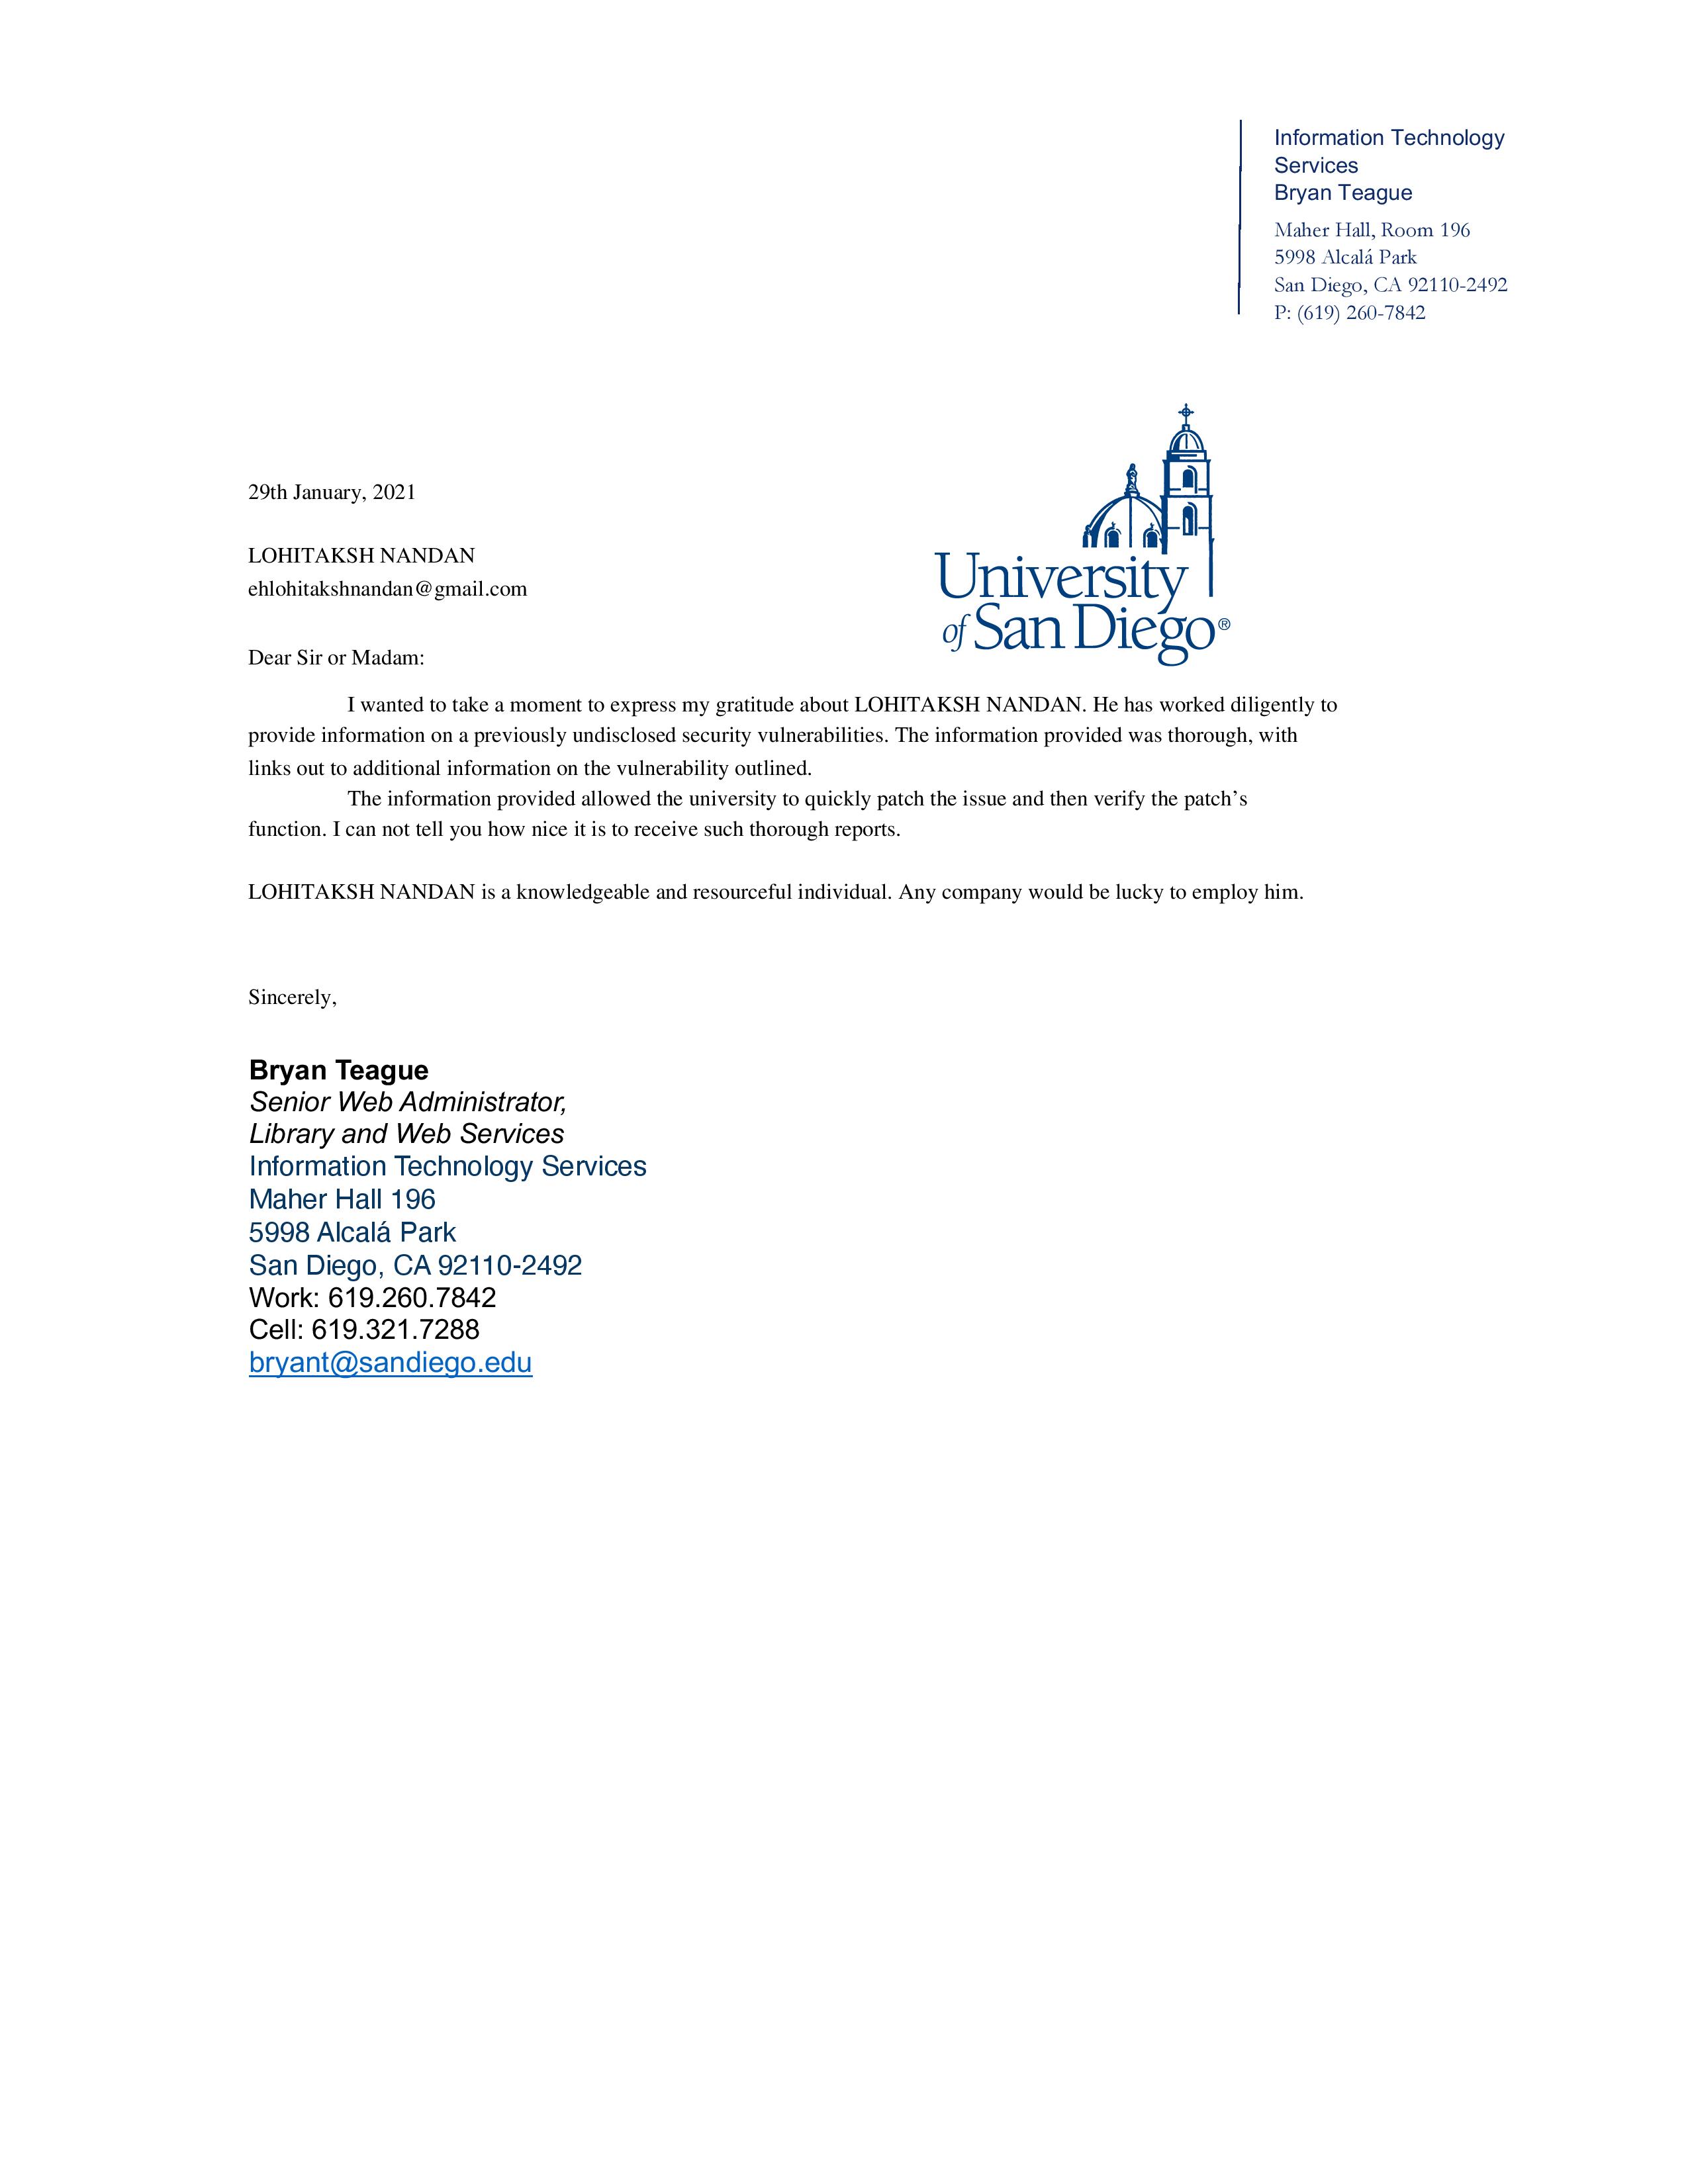 Information Technology
Services
Bryan Teague
Maher Hall, Room 196
5998 Alcalá Park
San Diego, CA 92110-2492
P: (619) 260-7842
University
of San Diego®
29th January, 2021
LOHITAKSH NANDAN
ehlohitakshnandan@gmail.com
Dear Sir or Madam:
I wanted to take a moment to express my gratitude about LOHITAKSH NANDAN. He has worked diligently to
provide information on a previously undisclosed security vulnerabilities. The information provided was thorough, with
links out to additional information on the vulnerability outlined.
The information provided allowed the university to quickly patch the issue and then verify the patch’s
function. I can not tell you how nice it is to receive such thorough reports.
LOHITAKSH NANDAN is a knowledgeable and resourceful individual. Any company would be lucky to employ him.
Sincerely,
Bryan Teague
Senior Web Administrator,
Library and Web Services
Information Technology Services
Maher Hall 196
5998 Alcalá Park
San Diego, CA 92110-2492
Work: 619.260.7842
Cell: 619.321.7288
bryant@sandiego.edu